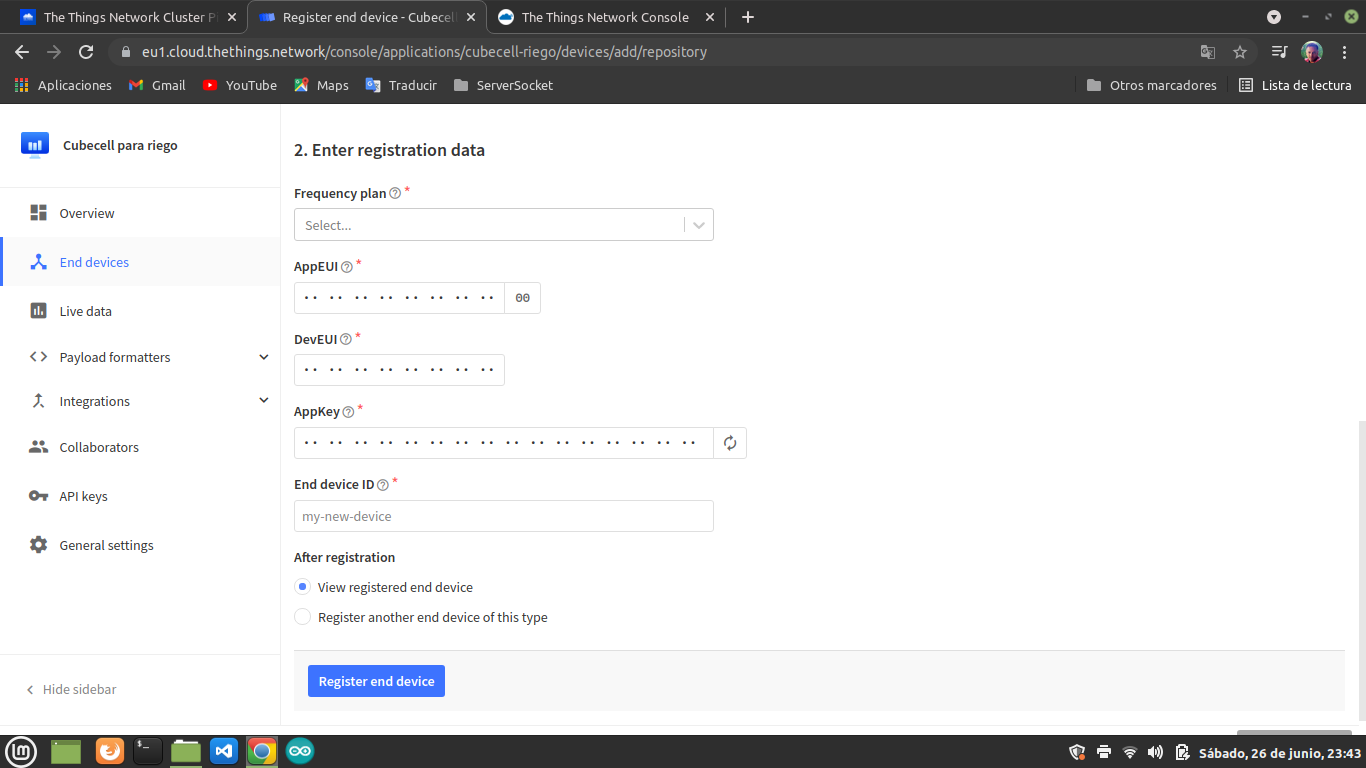 The Things Network Cluster P
Register end device - Cubecell
The Things Network Console
eu1.cloud.thethings.network/console/applications/cubecell-riego/devices/add/repository
Aplicaciones
Gmail
YouTube
Maps
Traducir
ServerSocket
Otros marcadores
Lista de lectura
Cubecell para riego
Overview
End devices
Live data
Payload formatters
Integrations
Collaborators
API keys
General settings
Hide sidebar
2. Enter registration data
Frequency plan *
Select...
AppEUI *
·· ·· ·· ·· ·· ·· ·· ·· 00
DevEUI *
·· ·· ·· ·· ·· ·· ·· ··
AppKey *
·· ·· ·· ·· ·· ·· ·· ·· ·· ·· ·· ·· ·· ·· ·· ··
End device ID *
my-new-device
After registration
View registered end device
Register another end device of this type
Register end device
Sábado, 26 de junio, 23:43